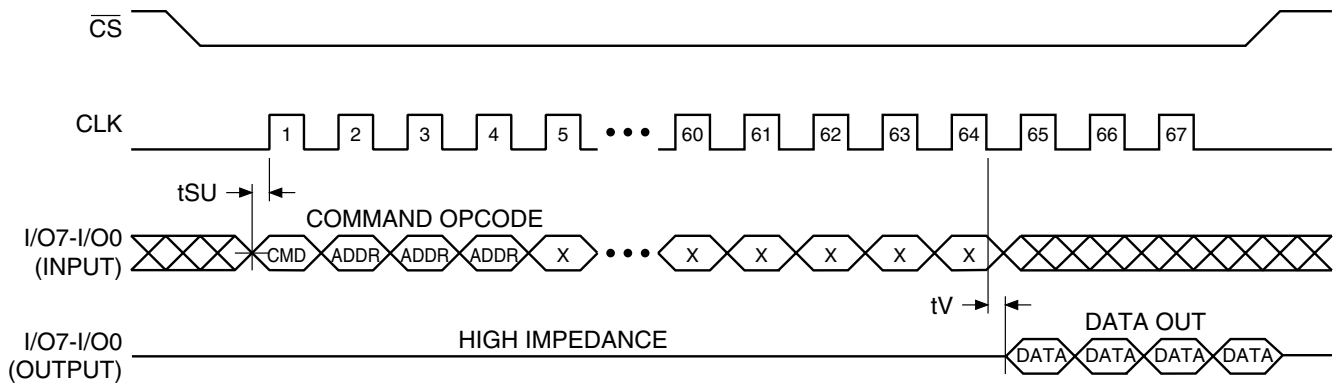 CS
CLK
1 2 3 4 5 ••• 60 61 62 63 64 65 66 67
tSU
COMMAND OPCODE
I/O7-I/O0
(INPUT)
CMD ADDR ADDR ADDR X ••• X X X X X
tV
I/O7-I/O0
(OUTPUT)
HIGH IMPEDANCE
DATA OUT
DATA DATA DATA DATA